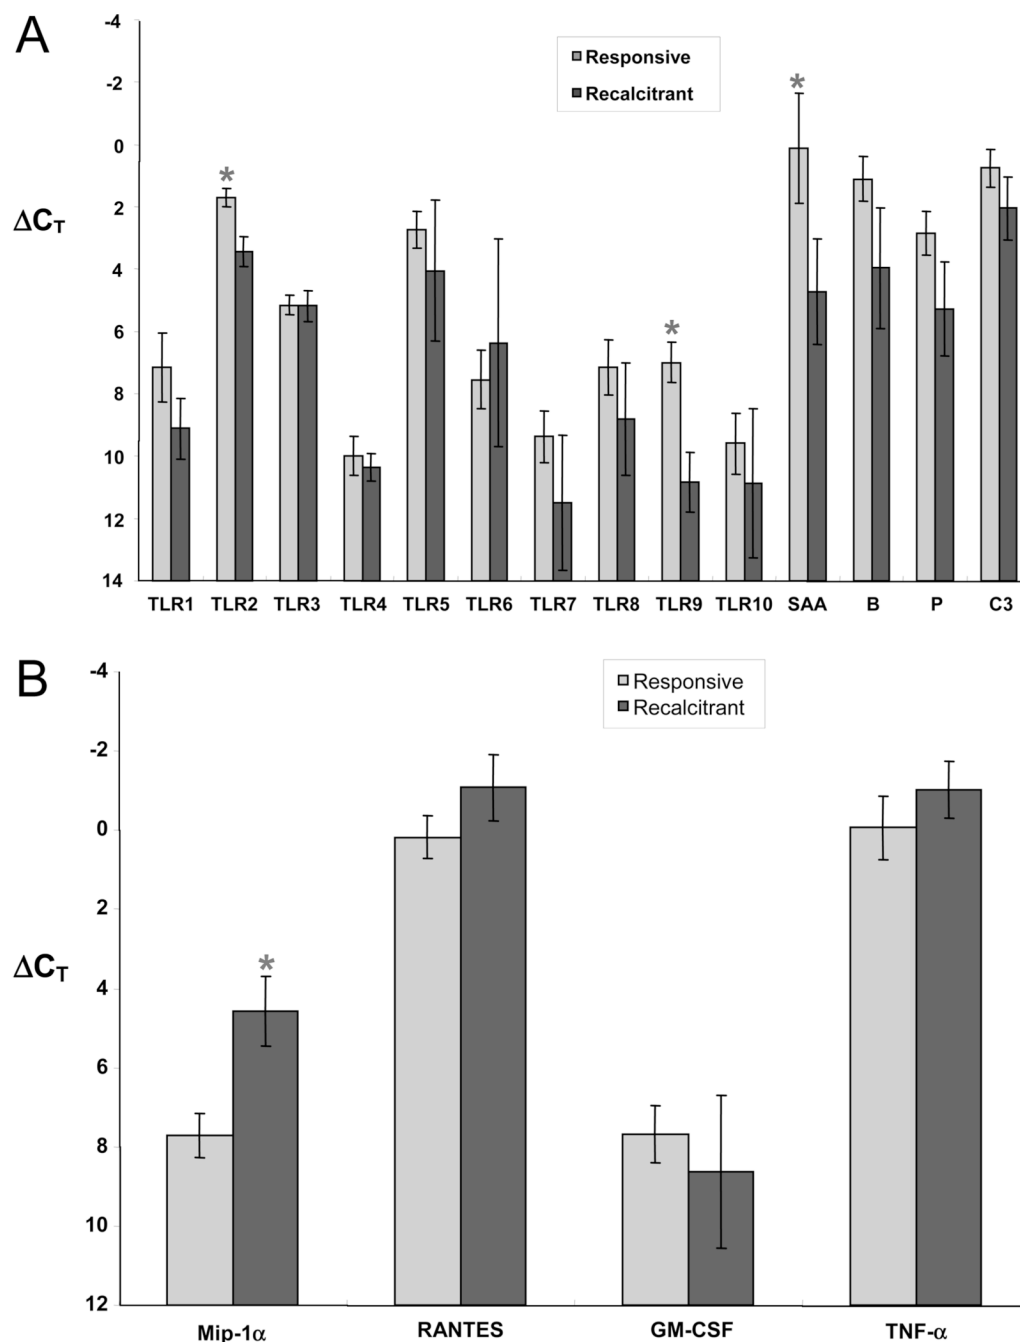 A
-4
-2
0
2
4
6
8
10
12
14
ΔCT
Responsive
Recalcitrant
*
*
*
TLR1 TLR2 TLR3 TLR4 TLR5 TLR6 TLR7 TLR8 TLR9 TLR10 SAA B P C3
B
-4
-2
0
2
4
6
8
10
12
ΔCT
Responsive
Recalcitrant
*
Mip-1α RANTES GM-CSF TNF-α